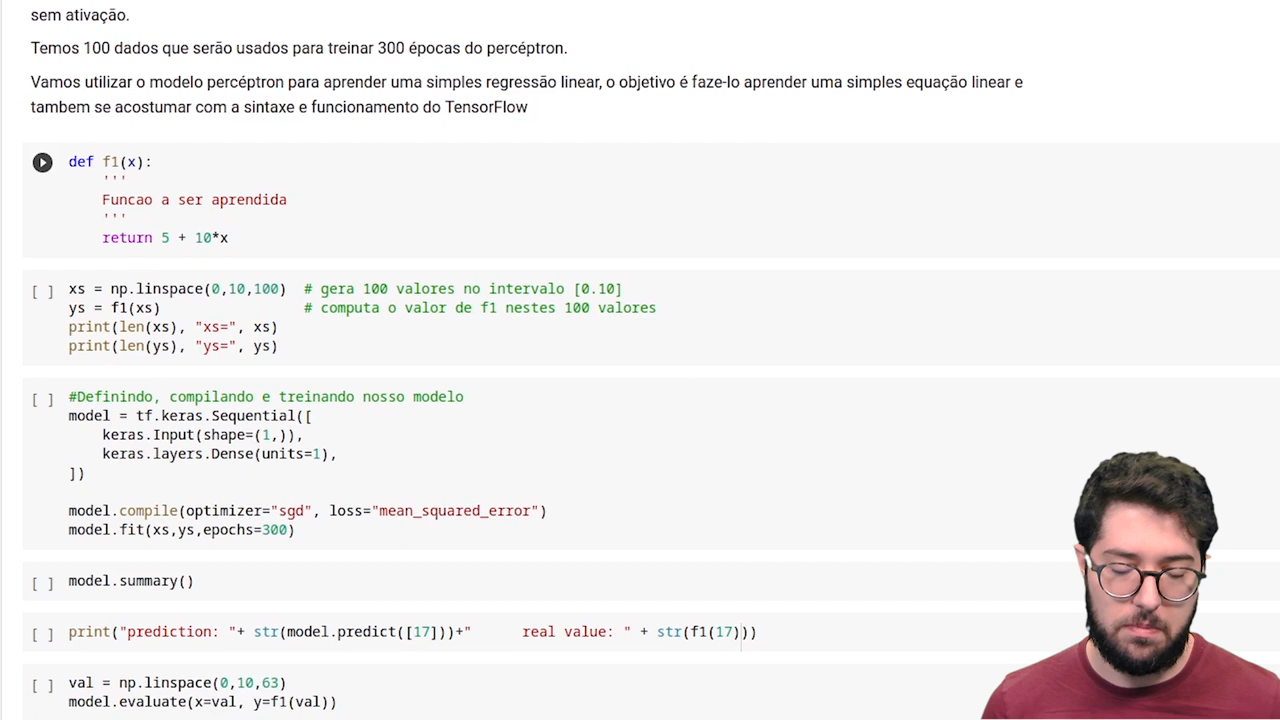 sem ativação.
Temos 100 dados que serão usados para treinar 300 épocas do percéptron.
Vamos utilizar o modelo percéptron para aprender uma simples regressão linear, o objetivo é faze-lo aprender uma simples equação linear e
tambem se acostumar com a sintaxe e funcionamento do TensorFlow
def f1(x):
'''
Funcao a ser aprendida
'''
return 5 + 10*x
[ ] xs = np.linspace(0,10,100) # gera 100 valores no intervalo [0.10]
ys = f1(xs) # computa o valor de f1 nestes 100 valores
print(len(xs), "xs=", xs)
print(len(ys), "ys=", ys)
[ ] #Definindo, compilando e treinando nosso modelo
model = tf.keras.Sequential([
keras.Input(shape=(1,)),
keras.layers.Dense(units=1),
])
model.compile(optimizer="sgd", loss="mean_squared_error")
model.fit(xs,ys,epochs=300)
[ ] model.summary()
[ ] print("prediction: "+ str(model.predict([17]))+" real value: " + str(f1(17)))
[ ] val = np.linspace(0,10,63)
model.evaluate(x=val, y=f1(val))